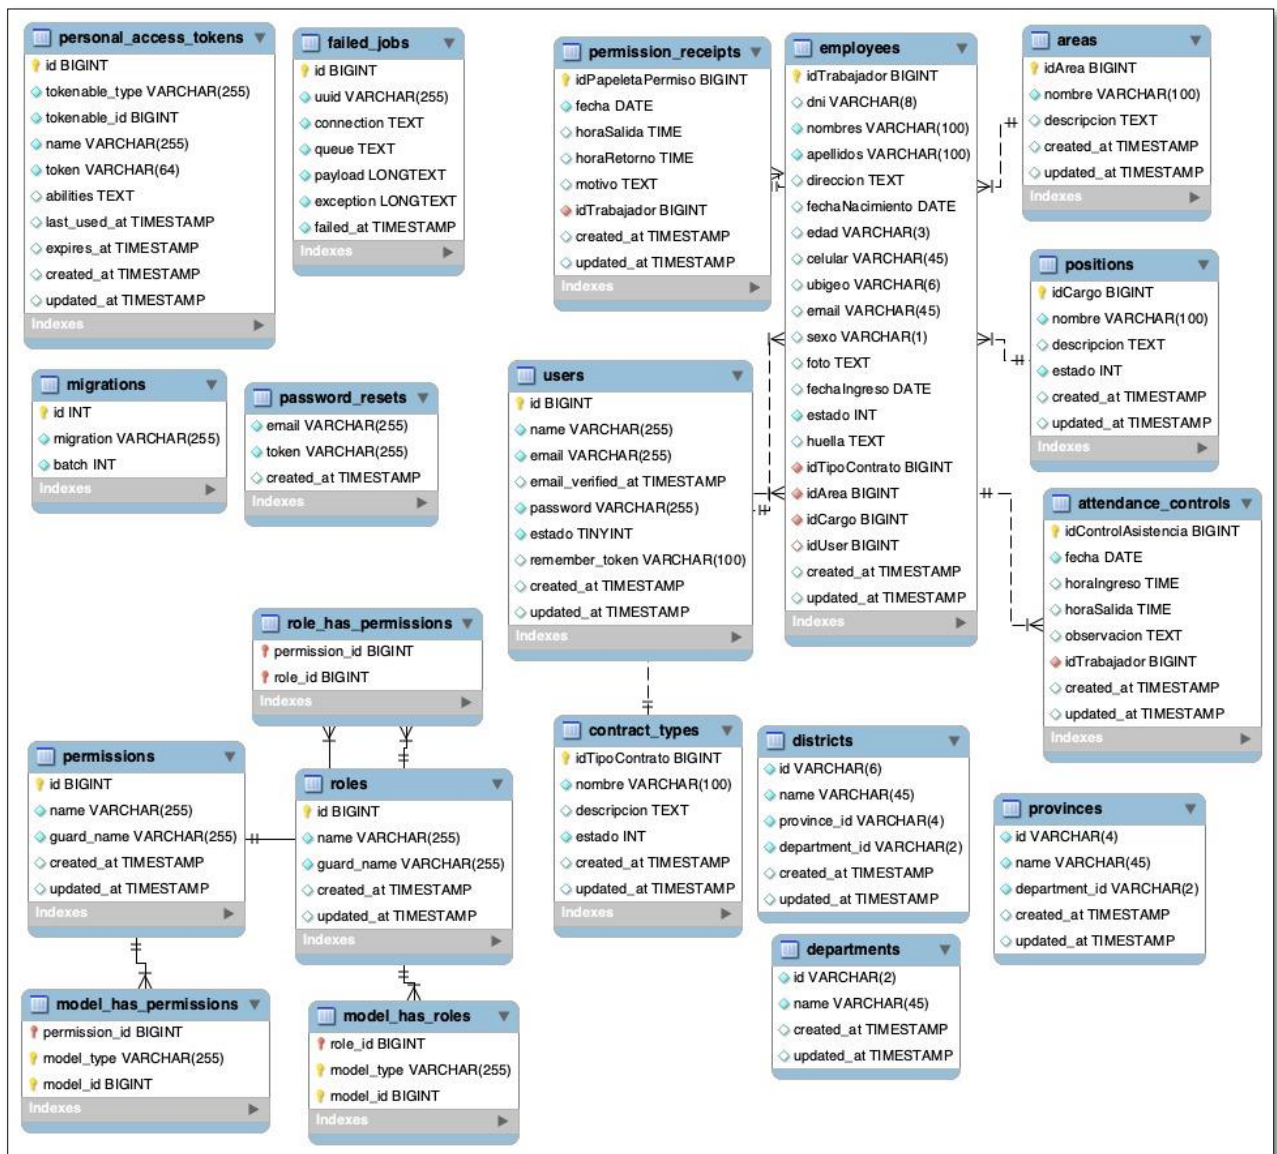 personal_access_tokens
id BIGINT
tokenable_type VARCHAR(255)
tokenable_id BIGINT
name VARCHAR(255)
token VARCHAR(64)
abilities TEXT
last_used_at TIMESTAMP
expires_at TIMESTAMP
created_at TIMESTAMP
updated_at TIMESTAMP
Indexes
failed_jobs
id BIGINT
uuid VARCHAR(255)
connection TEXT
queue TEXT
payload LONGTEXT
exception LONGTEXT
failed_at TIMESTAMP
Indexes
permission_receipts
idPapeletaPermiso BIGINT
fecha DATE
horaSalida TIME
horaRetorno TIME
motivo TEXT
idTrabajador BIGINT
created_at TIMESTAMP
updated_at TIMESTAMP
Indexes
employees
idTrabajador BIGINT
dni VARCHAR(8)
nombres VARCHAR(100)
apellidos VARCHAR(100)
direccion TEXT
fechaNacimiento DATE
edad VARCHAR(3)
celular VARCHAR(45)
ubigeo VARCHAR(6)
email VARCHAR(45)
sexo VARCHAR(1)
foto TEXT
fechaIngreso DATE
estado INT
huella TEXT
idTipoContrato BIGINT
idArea BIGINT
idCargo BIGINT
idUser BIGINT
created_at TIMESTAMP
updated_at TIMESTAMP
Indexes
areas
idArea BIGINT
nombre VARCHAR(100)
descripcion TEXT
created_at TIMESTAMP
updated_at TIMESTAMP
Indexes
positions
idCargo BIGINT
nombre VARCHAR(100)
descripcion TEXT
estado INT
created_at TIMESTAMP
updated_at TIMESTAMP
Indexes
migrations
id INT
migration VARCHAR(255)
batch INT
Indexes
password_resets
email VARCHAR(255)
token VARCHAR(255)
created_at TIMESTAMP
Indexes
users
id BIGINT
name VARCHAR(255)
email VARCHAR(255)
email_verified_at TIMESTAMP
password VARCHAR(255)
estado TINYINT
remember_token VARCHAR(100)
created_at TIMESTAMP
updated_at TIMESTAMP
Indexes
attendance_controls
idControlAsistencia BIGINT
fecha DATE
horaIngreso TIME
horaSalida TIME
observacion TEXT
idTrabajador BIGINT
created_at TIMESTAMP
updated_at TIMESTAMP
Indexes
role_has_permissions
permission_id BIGINT
role_id BIGINT
Indexes
permissions
id BIGINT
name VARCHAR(255)
guard_name VARCHAR(255)
created_at TIMESTAMP
updated_at TIMESTAMP
Indexes
roles
id BIGINT
name VARCHAR(255)
guard_name VARCHAR(255)
created_at TIMESTAMP
updated_at TIMESTAMP
Indexes
contract_types
idTipoContrato BIGINT
nombre VARCHAR(100)
descripcion TEXT
estado INT
created_at TIMESTAMP
updated_at TIMESTAMP
Indexes
districts
id VARCHAR(6)
name VARCHAR(45)
province_id VARCHAR(4)
department_id VARCHAR(2)
created_at TIMESTAMP
updated_at TIMESTAMP
provinces
id VARCHAR(4)
name VARCHAR(45)
department_id VARCHAR(2)
created_at TIMESTAMP
updated_at TIMESTAMP
departments
id VARCHAR(2)
name VARCHAR(45)
created_at TIMESTAMP
updated_at TIMESTAMP
model_has_permissions
permission_id BIGINT
model_type VARCHAR(255)
model_id BIGINT
Indexes
model_has_roles
role_id BIGINT
model_type VARCHAR(255)
model_id BIGINT
Indexes